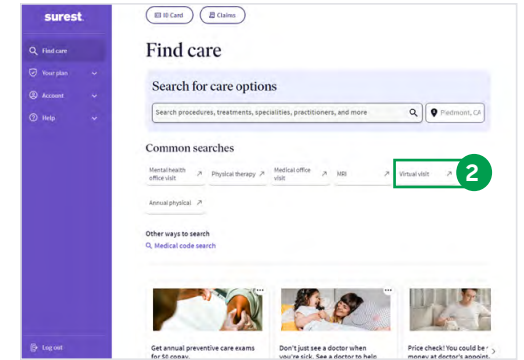 surest
ID Card
Claims
Find care
Your plan
Account
Help
Log out
Find care
Search for care options
Search procedures, treatments, specialities, practitioners, and more
Piedmont, CA
Common searches
Mental health office visit
Physical therapy
Medical office visit
MRI
Virtual visit
2
Annual physical
Other ways to search
Medical code search
Get annual preventive care exams
for $0 copay.
Don't just see a doctor when
you're sick. See a doctor to help
Price check! You could be
money at doctor's